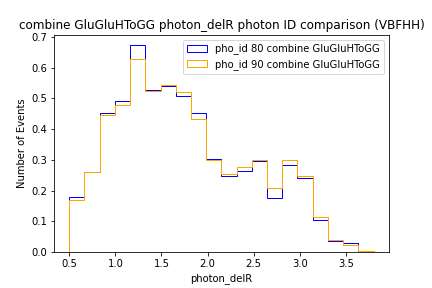 combine GluGluHToGG photon_delR photon ID comparison (VBFHH)
pho_id 80 combine GluGluHToGG
pho_id 90 combine GluGluHToGG
Number of Events
0.7
0.6
0.5
0.4
0.3
0.2
0.1
0.0
0.5 1.0 1.5 2.0 2.5 3.0 3.5
photon_delR